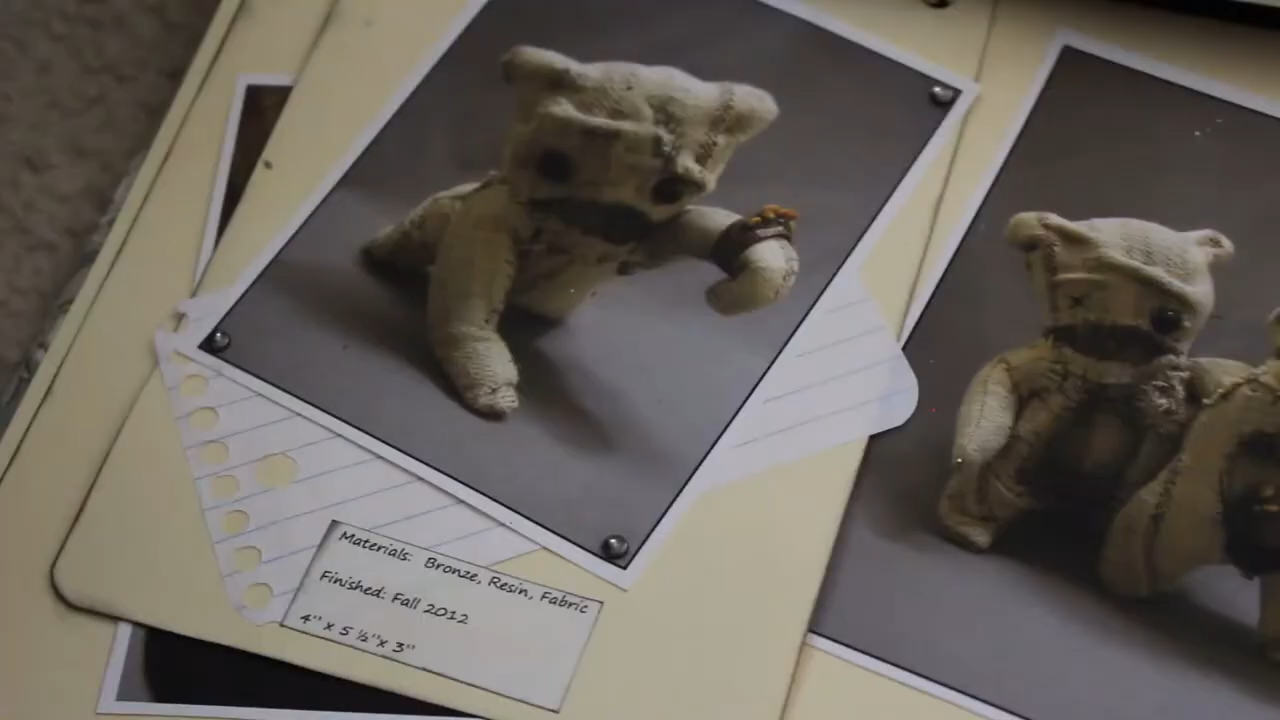 Materials: Bronze, Resin, Fabric
Finished: Fall 2012
4" x 5 ½" x 3"